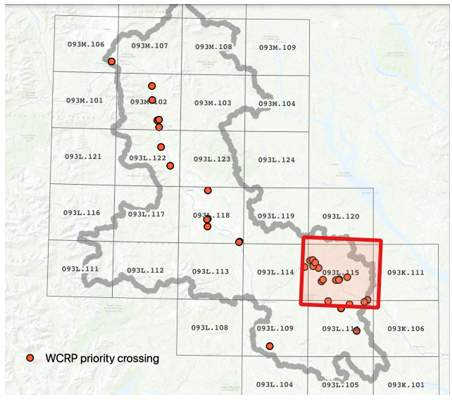 093M.106 093M.107 093M.108 093M.109
093M.101 093M.102 093M.103 093M.104
093L.121 093L.122 093L.123 093L.124
093L.116 093L.117 093L.118 093L.119 093L.120
093L.111 093L.112 093L.113 093L.114 093L.115 093K.111
093L.108 093L.109 093K.106
093L.104 093L.105 093K.101
WCRP priority crossing